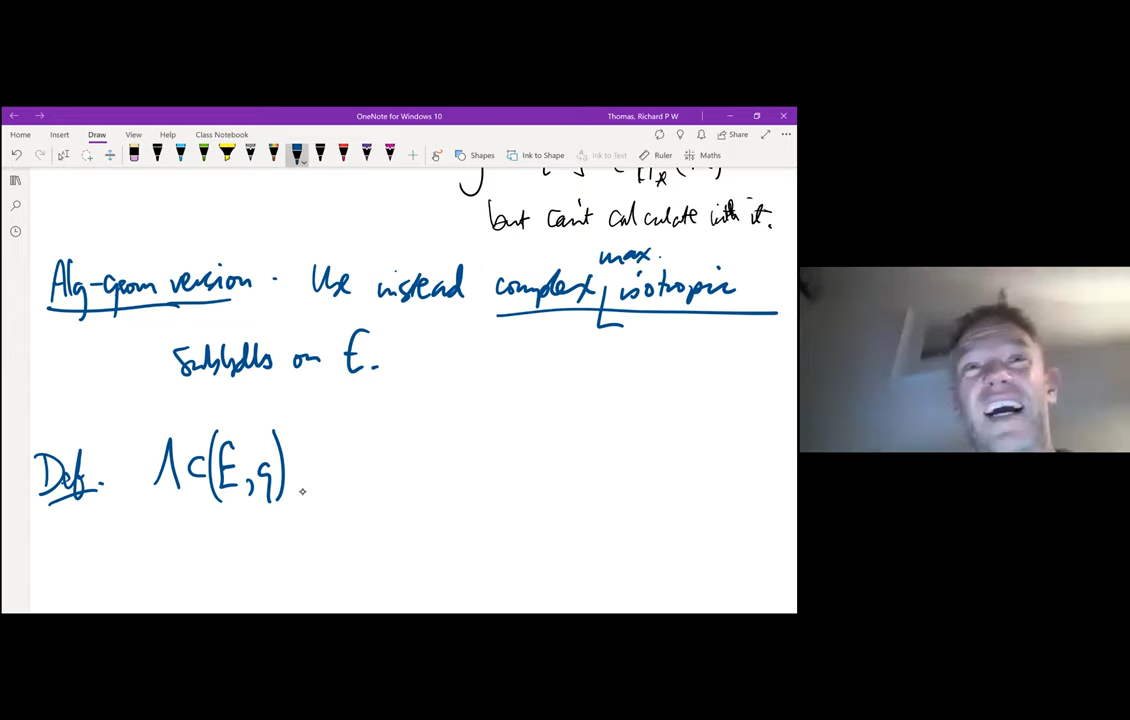 OneNote for Windows 10
Thomas, Richard P W
Home Insert Draw View Help Class Notebook
Share
Shapes Ink to Shape Ink to Text Ruler Maths
but can't calculate with it.
Alg-geom version. Use instead complex max. isotropic
subbdls on E.
Def. Λ ⊂ (E, q)